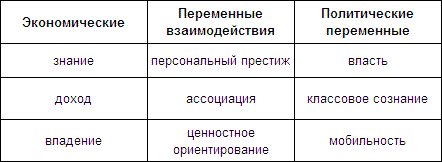 Экономические
Переменные
взаимодействия
Политические
переменные
знание
персональный престиж
власть
доход
ассоциация
классовое сознание
владение
ценностное
ориентирование
мобильность